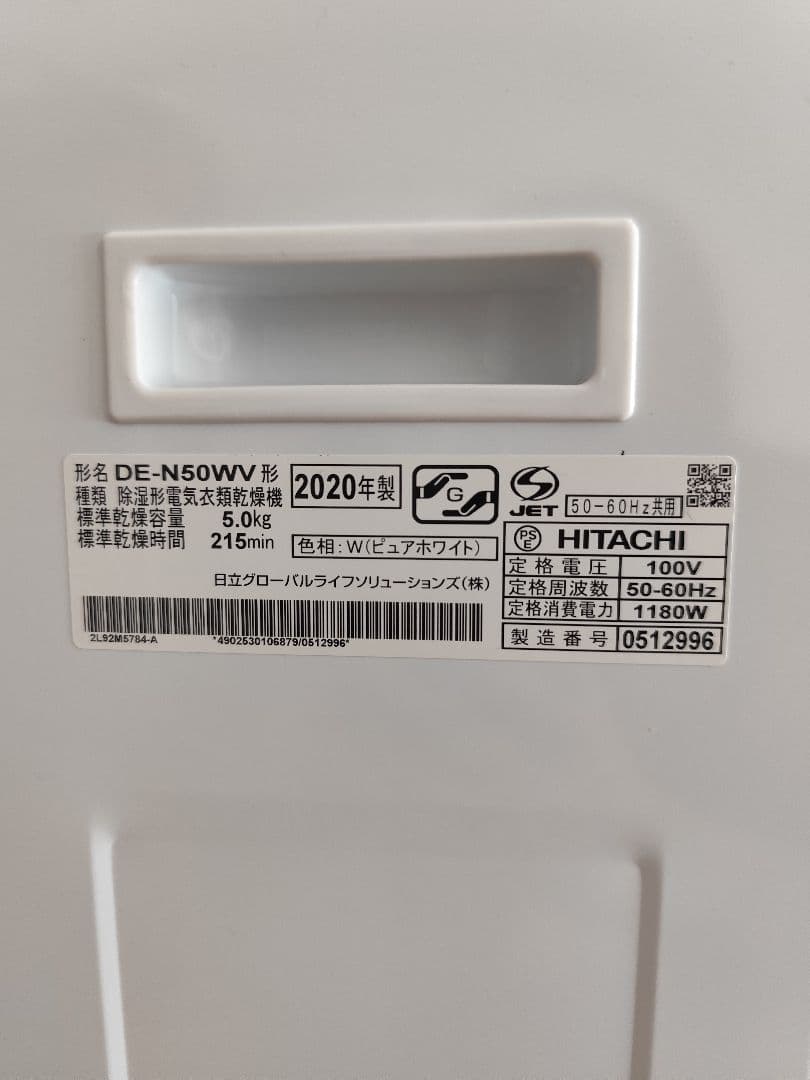 形名 DE-N50WV 形
種類 除湿形電気衣類乾燥機
標準乾燥容量 5.0kg
標準乾燥時間 215min
2020年製
G
色相:W(ピュアホワイト)
日立グローバルライフソリューションズ(株)
2L92M5784-A *4902530106879/0512996*
S
JET
50-60Hz共用
PSE HITACHI
定格電圧 100V
定格周波数 50-60Hz
定格消費電力 1180W
製造番号 0512996